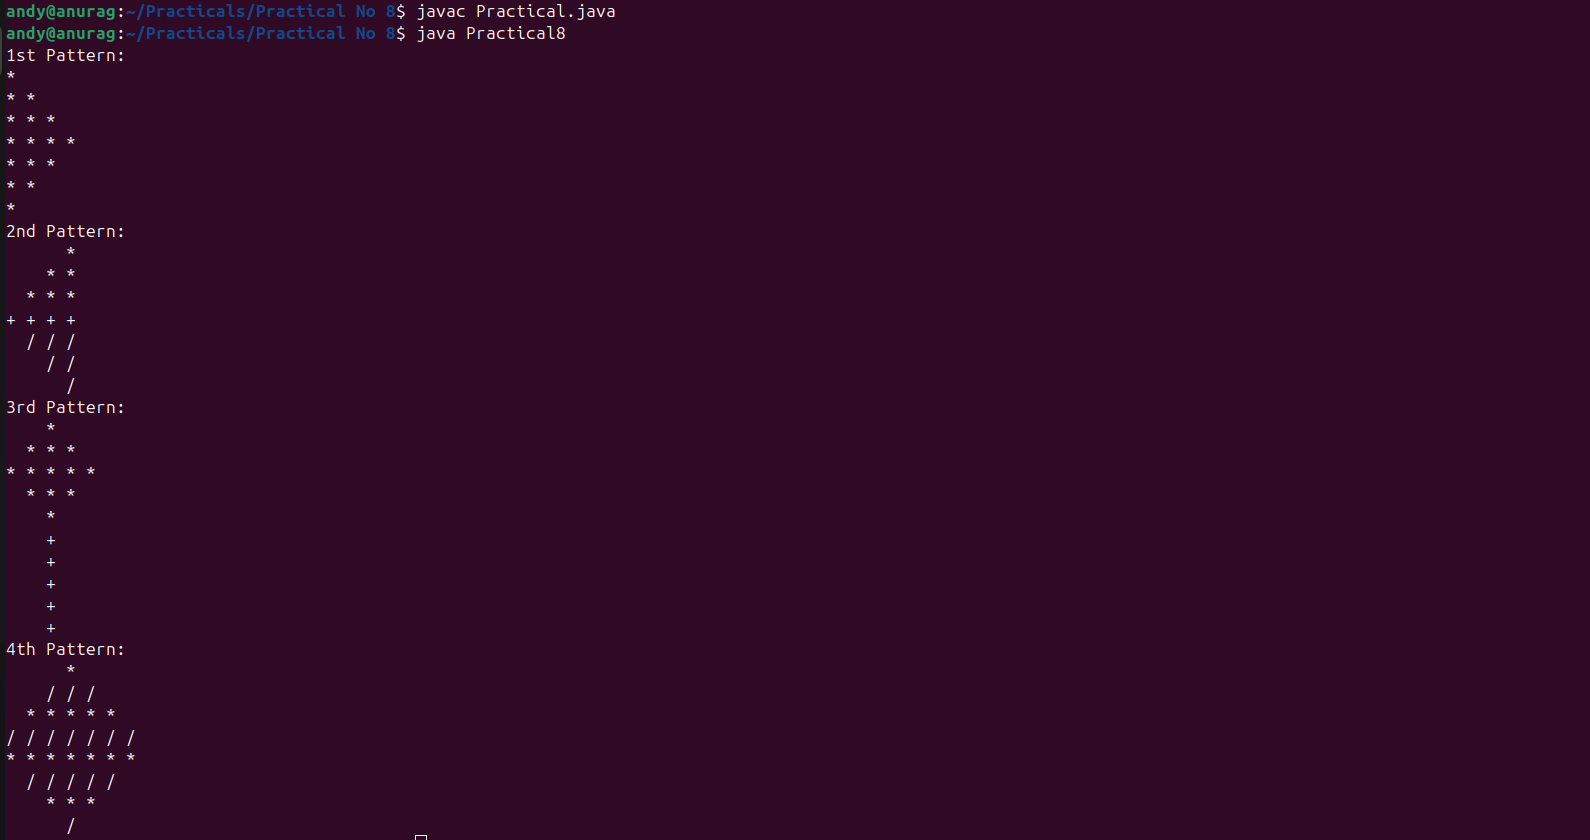 andy@anurag:~/Practicals/Practical No 8$ javac Practical.java
andy@anurag:~/Practicals/Practical No 8$ java Practical8
1st Pattern:
*
* *
* * *
* * * *
* * *
* *
*
2nd Pattern:
      *
    * *
  * * *
+ + + +
  / / /
    / /
      /
3rd Pattern:
    *
  * * *
* * * * *
  * * *
    *
    +
    +
    +
    +
    +
4th Pattern:
      *
    / / /
  * * * * *
/ / / / / / /
* * * * * * *
  / / / / /
    * * *
      /